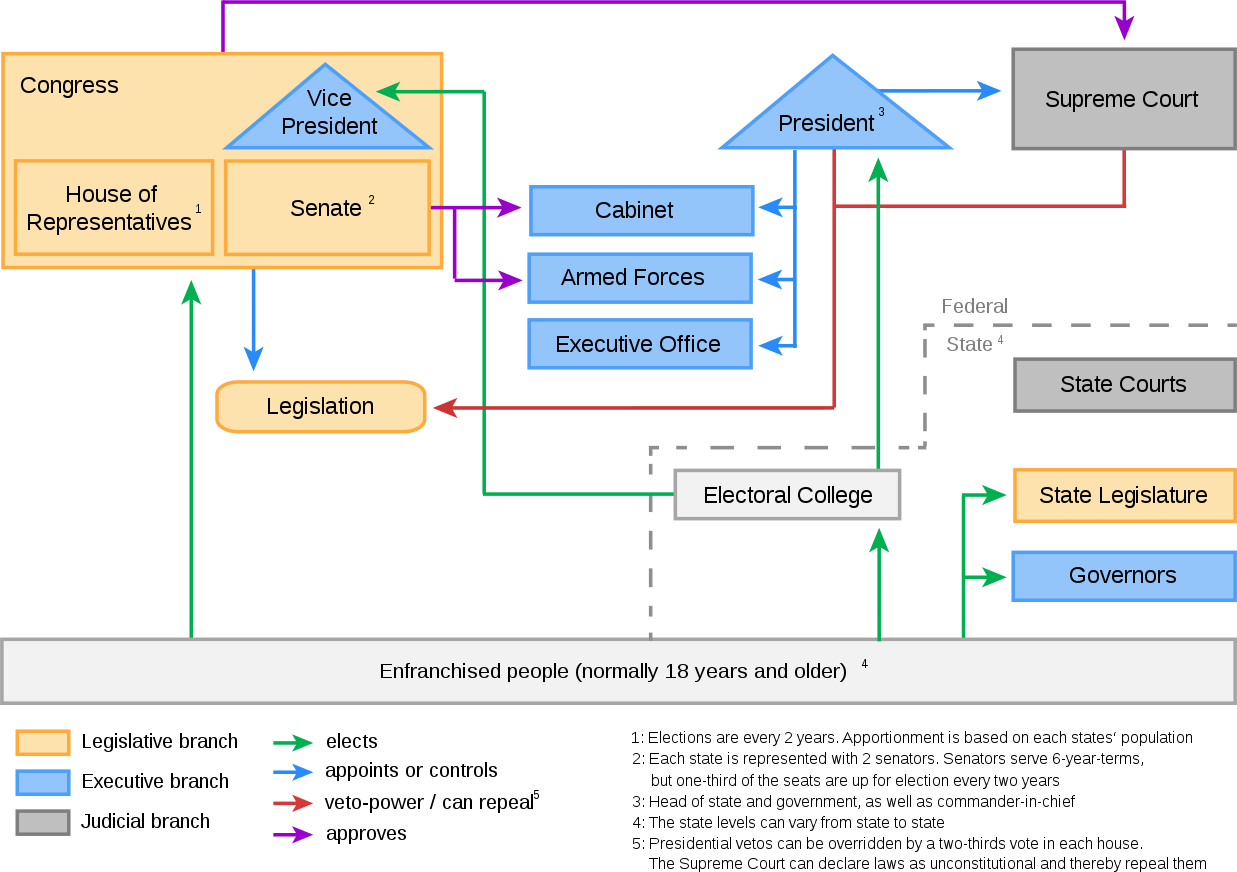 Congress
Vice
President
House of
Representatives 1
Senate 2
President 3
Supreme Court
Cabinet
Armed Forces
Executive Office
Federal
State 4
Legislation
State Courts
Electoral College
State Legislature
Governors
Enfranchised people (normally 18 years and older) 4
Legislative branch
Executive branch
Judicial branch
elects
appoints or controls
veto-power / can repeal5
approves
1: Elections are every 2 years. Apportionment is based on each states‘ population
2: Each state is represented with 2 senators. Senators serve 6-year-terms,
but one-third of the seats are up for election every two years
3: Head of state and government, as well as commander-in-chief
4: The state levels can vary from state to state
5: Presidential vetos can be overridden by a two-thirds vote in each house.
The Supreme Court can declare laws as unconstitutional and thereby repeal them